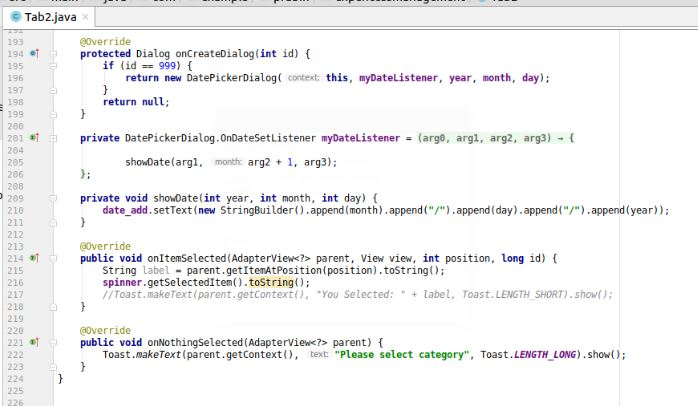 Tab2.java
192
193 @Override
194 protected Dialog onCreateDialog(int id) {
195 if (id == 999) {
196 return new DatePickerDialog( context: this, myDateListener, year, month, day);
197 }
198 return null;
199 }
200
201 private DatePickerDialog.OnDateSetListener myDateListener = (arg0, arg1, arg2, arg3) → {
204
205 showDate(arg1, month: arg2 + 1, arg3);
206 };
208
209 private void showDate(int year, int month, int day) {
210 date_add.setText(new StringBuilder().append(month).append("/").append(day).append("/").append(year));
211 }
212
213 @Override
214 public void onItemSelected(AdapterView<?> parent, View view, int position, long id) {
215 String label = parent.getItemAtPosition(position).toString();
216 spinner.getSelectedItem().toString();
217 //Toast.makeText(parent.getContext(), "You Selected: " + label, Toast.LENGTH_SHORT).show();
218 }
219
220 @Override
221 public void onNothingSelected(AdapterView<?> parent) {
222 Toast.makeText(parent.getContext(), text: "Please select category", Toast.LENGTH_LONG).show();
223 }
224 }
225
226